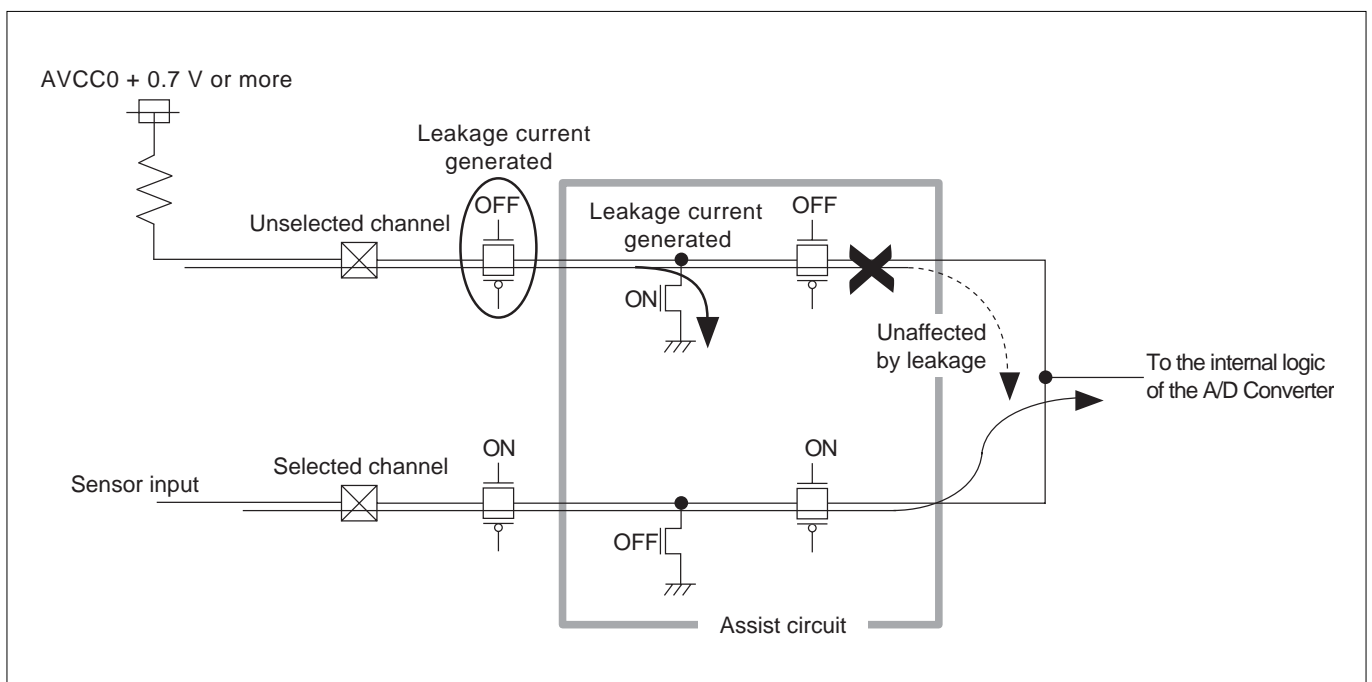 AVCC0 + 0.7 V or more
Leakage current
generated
OFF
Unselected channel
Leakage current
generated
OFF
ON
Unaffected
by leakage
To the internal logic
of the A/D Converter
Sensor input
Selected channel
ON
ON
OFF
Assist circuit